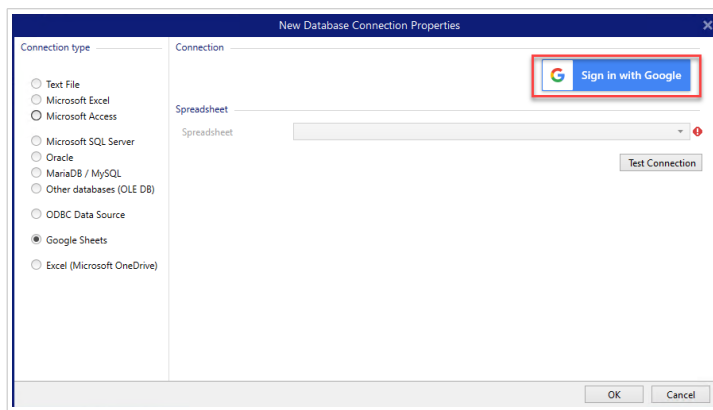 New Database Connection Properties
Connection type
Connection
Sign in with Google
Text File
Microsoft Excel
Microsoft Access
Spreadsheet
Spreadsheet
Microsoft SQL Server
Oracle
MariaDB / MySQL
Other databases (OLE DB)
Test Connection
ODBC Data Source
Google Sheets
Excel (Microsoft OneDrive)
OK
Cancel